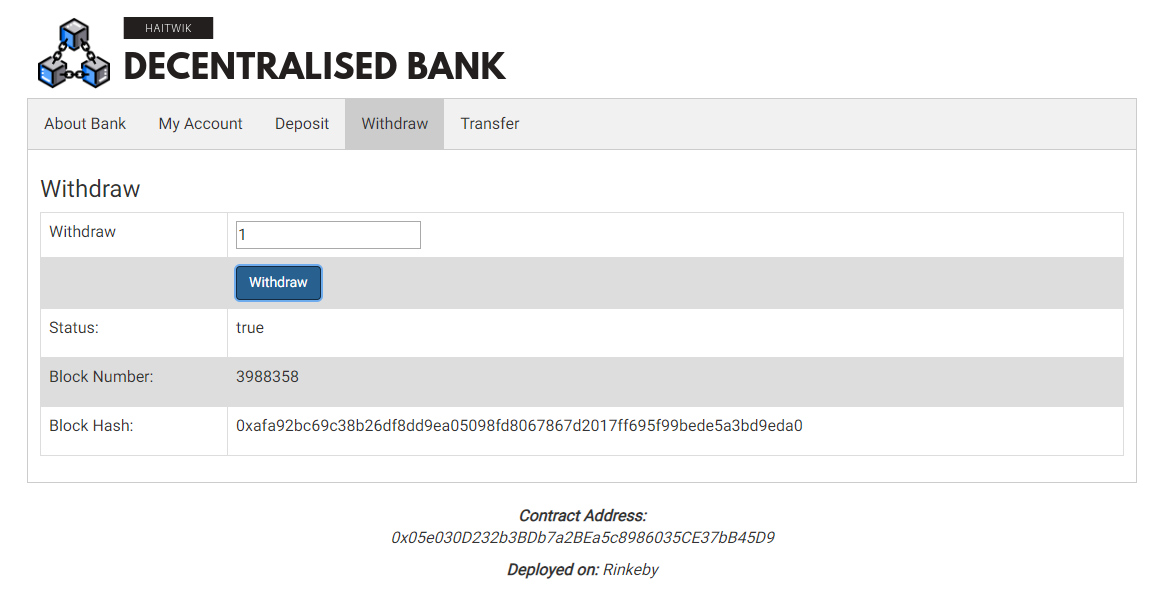 HAITWIK
DECENTRALISED BANK
About Bank My Account Deposit Withdraw Transfer
Withdraw
Withdraw 1
Withdraw
Status: true
Block Number: 3988358
Block Hash: 0xafa92bc69c38b26df8dd9ea05098fd8067867d2017ff695f99bede5a3bd9eda0
Contract Address:
0x05e030D232b3BDb7a2BEa5c8986035CE37bB45D9
Deployed on: Rinkeby